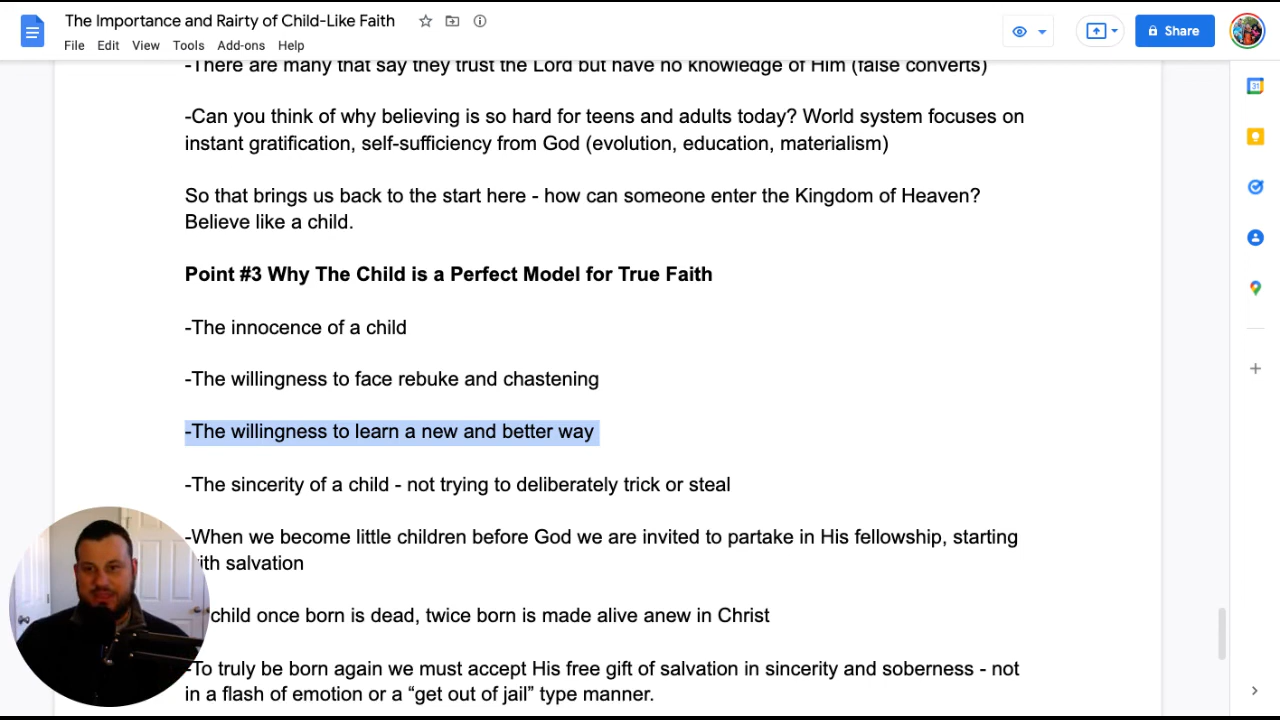 The Importance and Rairty of Child-Like Faith
File Edit View Tools Add-ons Help
Share
-There are many that say they trust the Lord but have no knowledge of Him (false converts)
-Can you think of why believing is so hard for teens and adults today? World system focuses on
instant gratification, self-sufficiency from God (evolution, education, materialism)
So that brings us back to the start here - how can someone enter the Kingdom of Heaven?
Believe like a child.
Point #3 Why The Child is a Perfect Model for True Faith
-The innocence of a child
-The willingness to face rebuke and chastening
-The willingness to learn a new and better way
-The sincerity of a child - not trying to deliberately trick or steal
-When we become little children before God we are invited to partake in His fellowship, starting
salvation
child once born is dead, twice born is made alive anew in Christ
-To truly be born again we must accept His free gift of salvation in sincerity and soberness - not
in a flash of emotion or a “get out of jail” type manner.
31